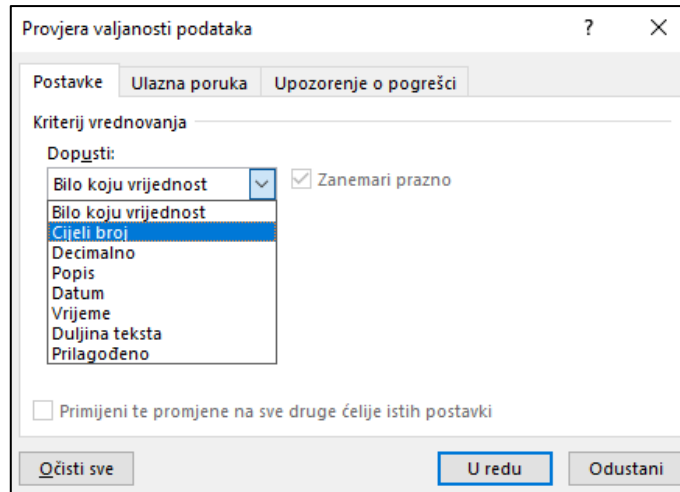 Provjera valjanosti podataka ? ×
Postavke Ulazna poruka Upozorenje o pogrešci
Kriterij vrednovanja
Dopusti:
Bilo koju vrijednost Zanemari prazno
Bilo koju vrijednost
Cijeli broj
Decimalno
Popis
Datum
Vrijeme
Duljina teksta
Prilagođeno
Primijeni te promjene na sve druge ćelije istih postavki
Očisti sve U redu Odustani